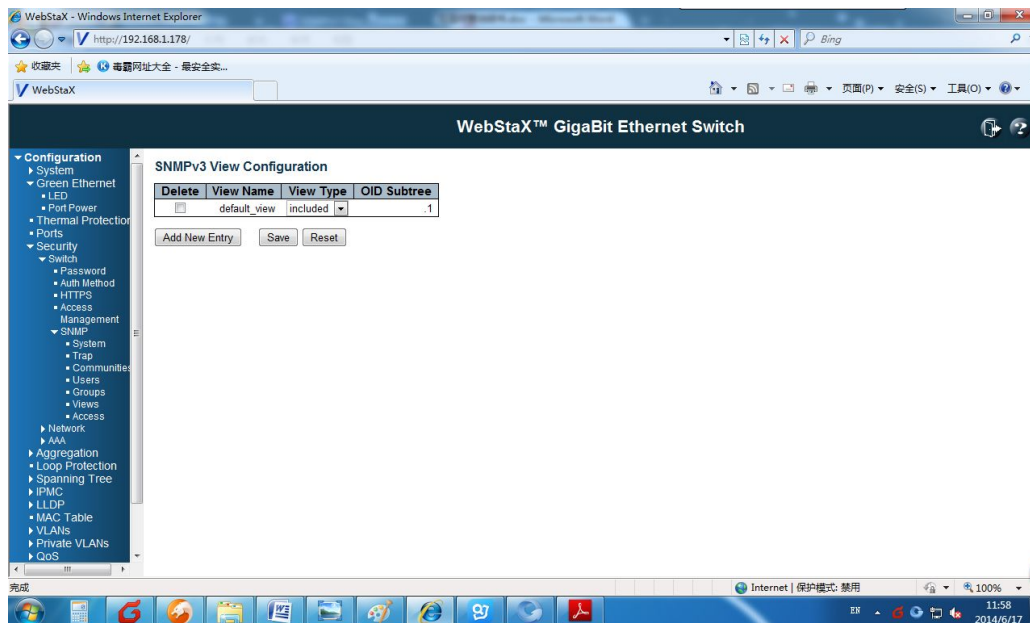 WebStaX - Windows Internet Explorer
http://192.168.1.178/
Bing
收藏夹
毒霸网址大全 - 最安全实...
WebStaX
页面(P)
安全(S)
工具(O)
WebStaX™ GigaBit Ethernet Switch
Configuration
System
Green Ethernet
LED
Port Power
Thermal Protection
Ports
Security
Switch
Password
Auth Method
HTTPS
Access
Management
SNMP
System
Trap
Communities
Users
Groups
Views
Access
Network
AAA
Aggregation
Loop Protection
Spanning Tree
IPMC
LLDP
MAC Table
VLANs
Private VLANs
QoS
SNMPv3 View Configuration
Delete View Name View Type OID Subtree
default_view included .1
Add New Entry Save Reset
完成
Internet | 保护模式: 禁用
100%
EN
11:58
2014/6/17